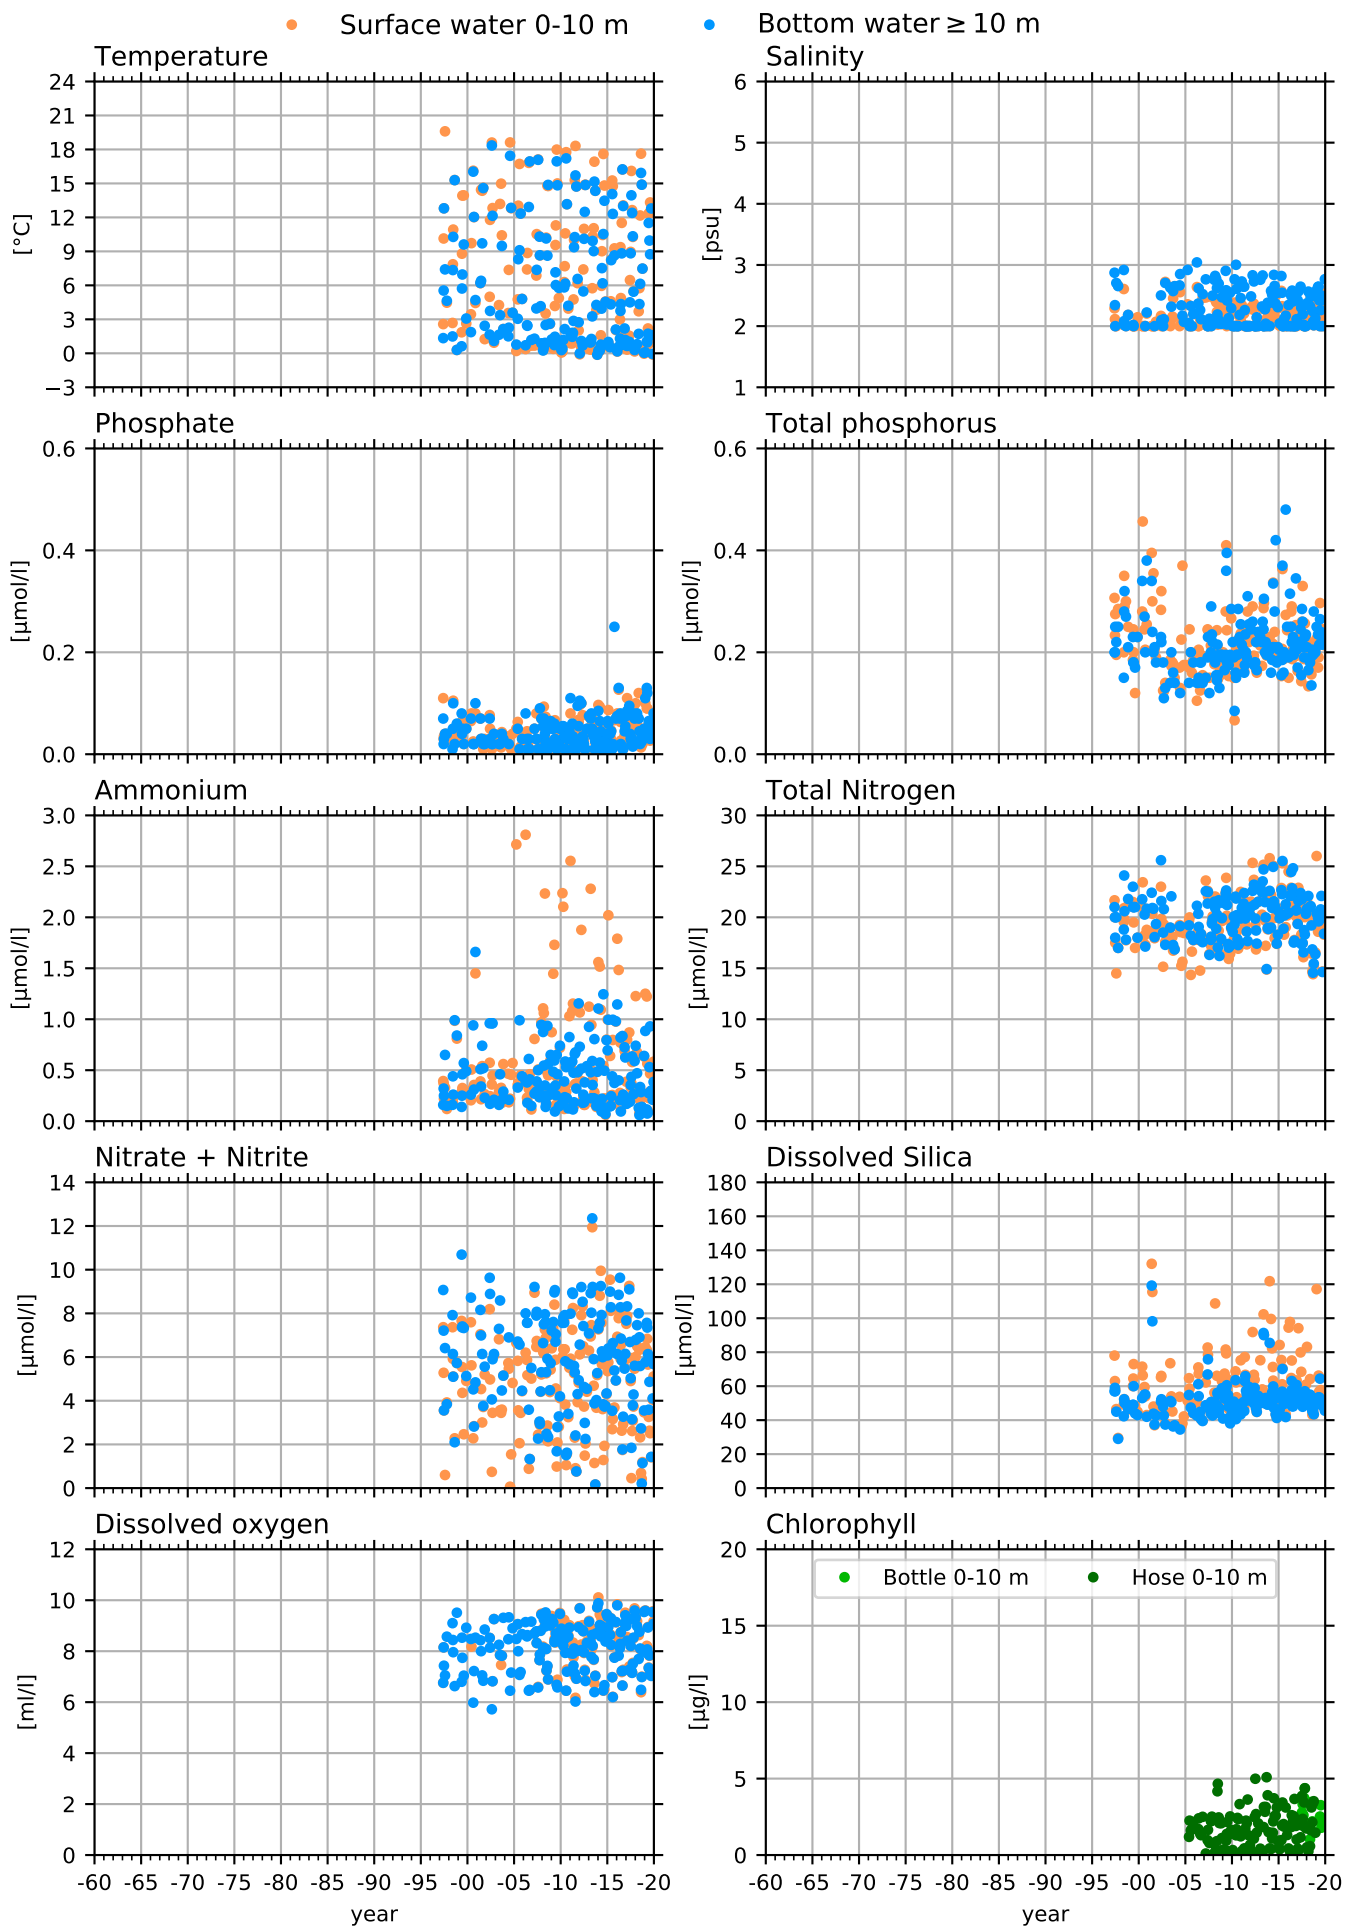 Surface water 0-10 m Bottom water ≥ 10 m
Temperature Salinity
24 21 18 15 12 9 6 3 0 −3
[°C]
6 5 4 3 2 1
[psu]
Phosphate Total phosphorus
0.6 0.4 0.2 0.0
[μmol/l]
0.6 0.4 0.2 0.0
[μmol/l]
Ammonium Total Nitrogen
3.0 2.5 2.0 1.5 1.0 0.5 0.0
[μmol/l]
30 25 20 15 10 5 0
[μmol/l]
Nitrate + Nitrite Dissolved Silica
14 12 10 8 6 4 2 0
[μmol/l]
180 160 140 120 100 80 60 40 20 0
[μmol/l]
Dissolved oxygen Chlorophyll
12 10 8 6 4 2 0
[ml/l]
20 15 10 5 0
[μg/l]
Bottle 0-10 m Hose 0-10 m
-60 -65 -70 -75 -80 -85 -90 -95 -00 -05 -10 -15 -20
-60 -65 -70 -75 -80 -85 -90 -95 -00 -05 -10 -15 -20
year year